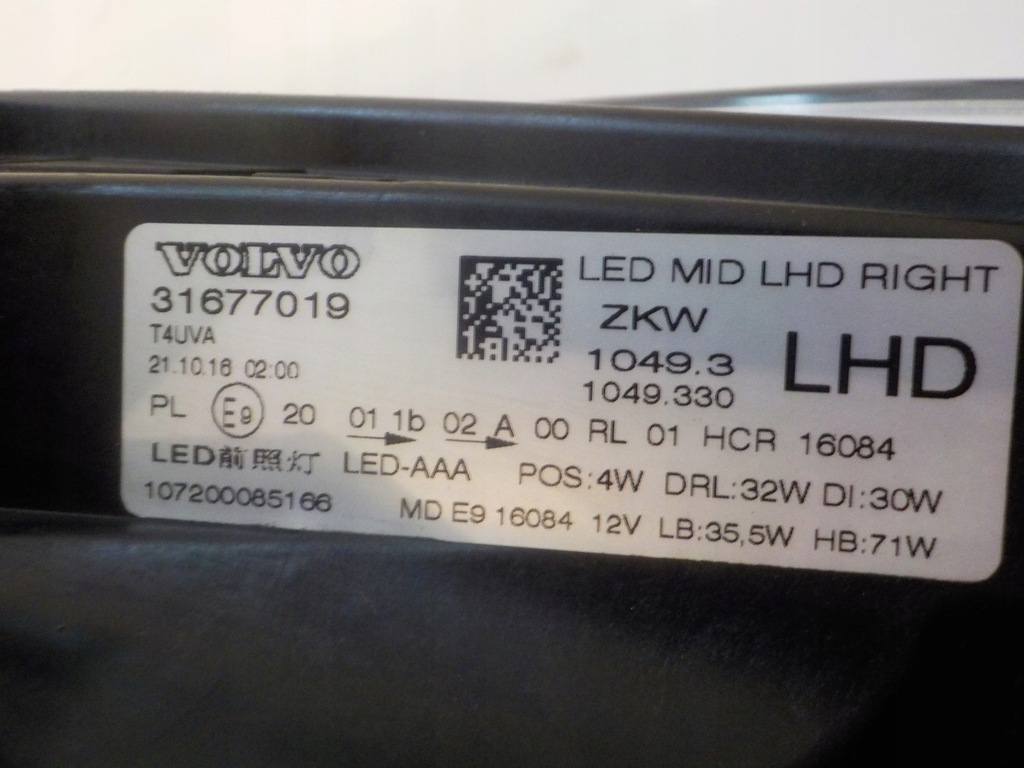 VOLVO
31677019
T4UVA
21.10.16 02:00
LED MID LHD RIGHT
ZKW
1049.3
1049.330
LHD
PL E9 20 01 1b 02 A 00 RL 01 HCR 16084
LED前照灯 LED-AAA POS:4W DRL:32W DI:30W
107200085166 MD E9 16084 12V LB:35,5W HB:71W